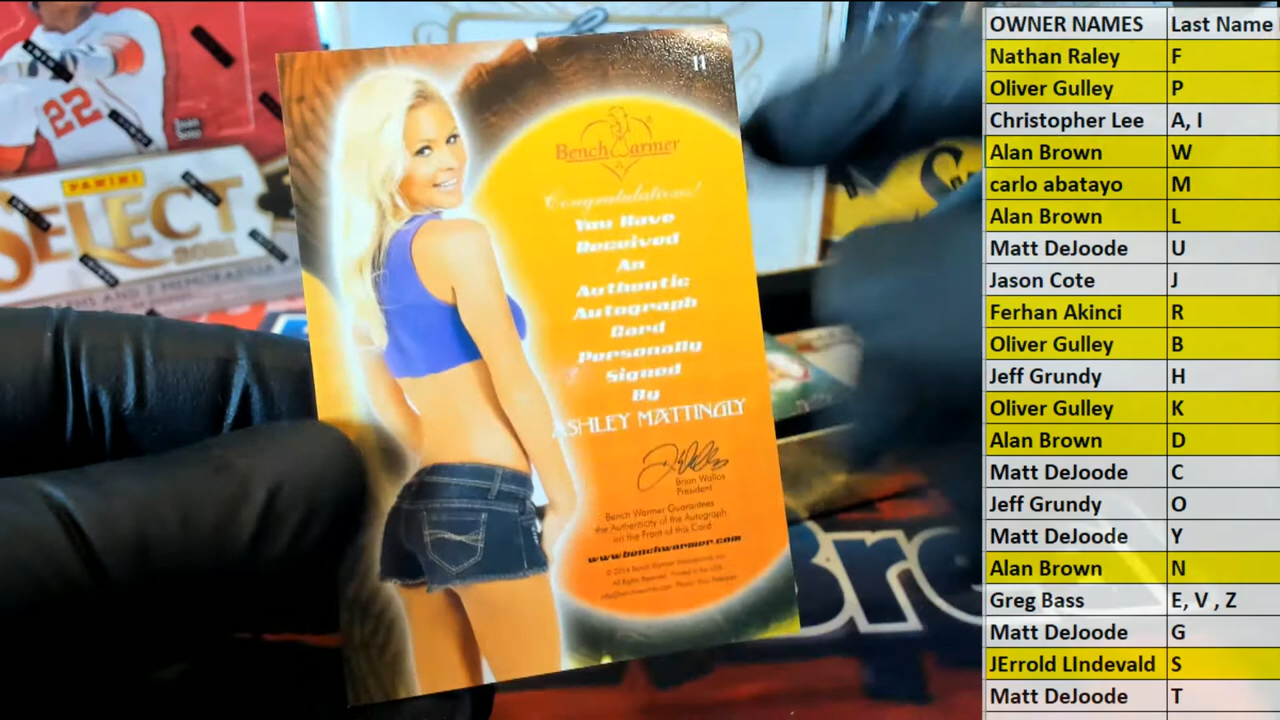 22
PANINI
SELECT
11
Bench Warmer
Congratulations!
You Have
Received
An
Authentic
Autograph
Card
Personally
Signed
By
ASHLEY MATTINGLY
Brian Wallos
President
Bench Warmer Guarantees
the Authenticity of the Autograph
on the Front of this Card
www.benchwarmer.com
OWNER NAMES Last Name
Nathan Raley F
Oliver Gulley P
Christopher Lee A, I
Alan Brown W
carlo abatayo M
Alan Brown L
Matt DeJoode U
Jason Cote J
Ferhan Akinci R
Oliver Gulley B
Jeff Grundy H
Oliver Gulley K
Alan Brown D
Matt DeJoode C
Jeff Grundy O
Matt DeJoode Y
Alan Brown N
Greg Bass E, V , Z
Matt DeJoode G
JErrold LIndevald S
Matt DeJoode T